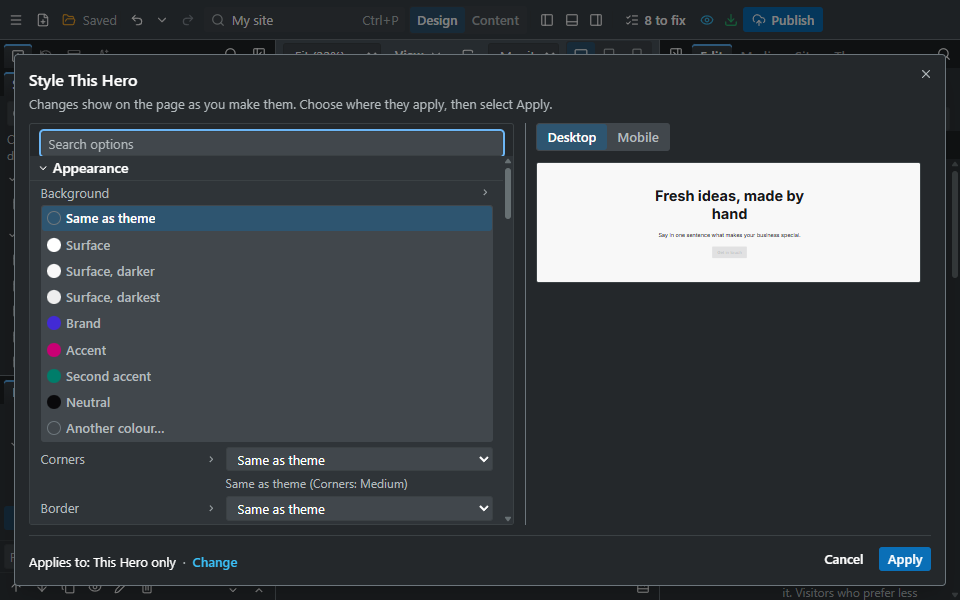 Saved
My site
Ctrl+P
Design
Content
8 to fix
Publish
Style This Hero
Changes show on the page as you make them. Choose where they apply, then select Apply.
Search options
Appearance
Background
Same as theme
Surface
Surface, darker
Surface, darkest
Brand
Accent
Second accent
Neutral
Another colour...
Corners
Same as theme
Same as theme (Corners: Medium)
Border
Same as theme
Desktop
Mobile
Fresh ideas, made by
hand
Say in one sentence what makes your business special.
Applies to: This Hero only · Change
Cancel
Apply
it. Visitors who prefer less